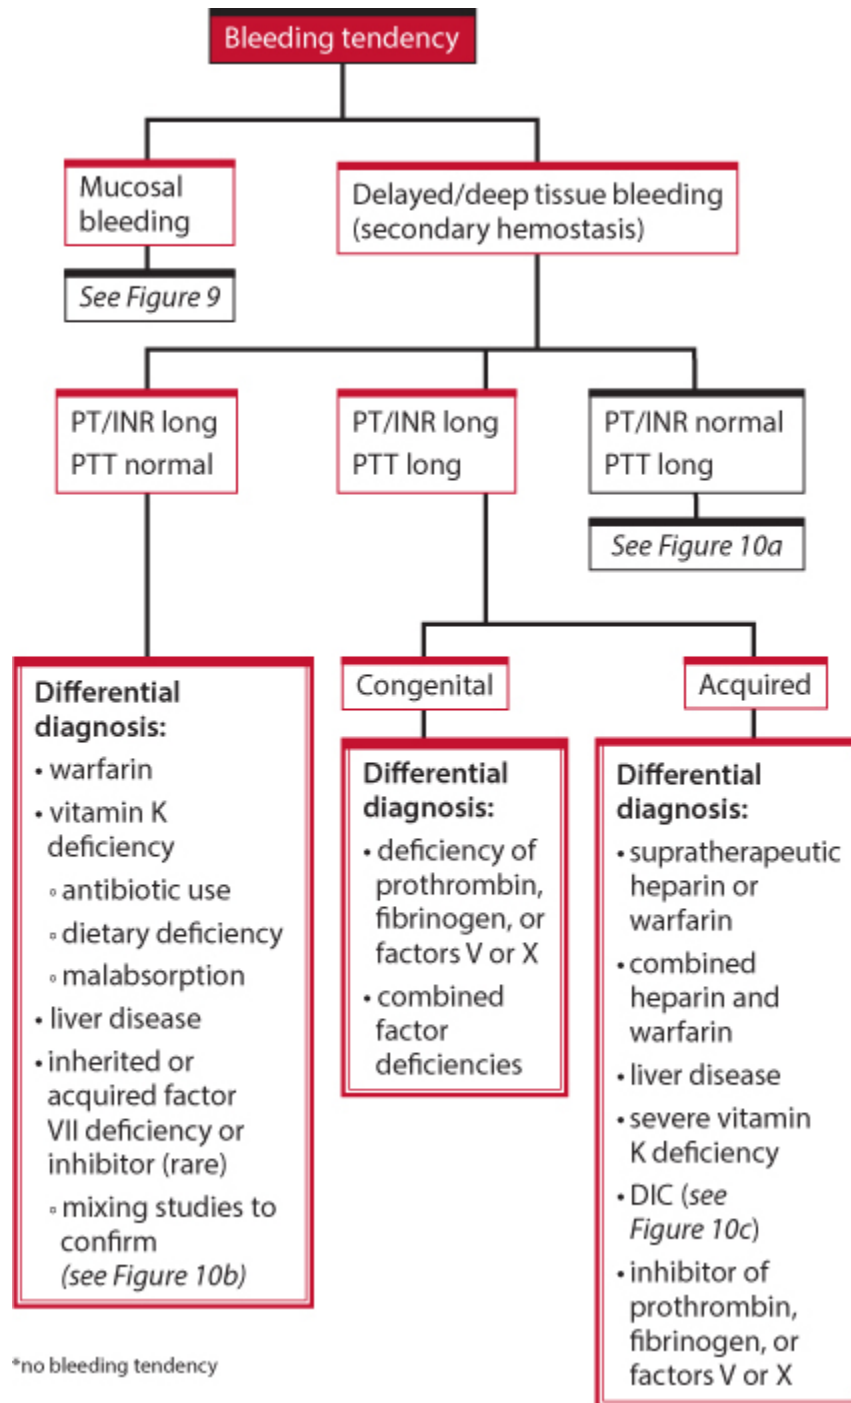 Bleeding tendency
Mucosal
bleeding
See Figure 9
Delayed/deep tissue bleeding
(secondary hemostasis)
PT/INR long
PTT normal
PT/INR long
PTT long
PT/INR normal
PTT long
See Figure 10a
Differential
diagnosis:
• warfarin
• vitamin K
deficiency
◦ antibiotic use
◦ dietary deficiency
◦ malabsorption
• liver disease
• inherited or
acquired factor
VII deficiency or
inhibitor (rare)
◦ mixing studies to
confirm
(see Figure 10b)
Congenital
Differential
diagnosis:
• deficiency of
prothrombin,
fibrinogen, or
factors V or X
• combined
factor
deficiencies
Acquired
Differential
diagnosis:
• supratherapeutic
heparin or
warfarin
• combined
heparin and
warfarin
• liver disease
• severe vitamin
K deficiency
• DIC (see
Figure 10c)
• inhibitor of
prothrombin,
fibrinogen, or
factors V or X
*no bleeding tendency